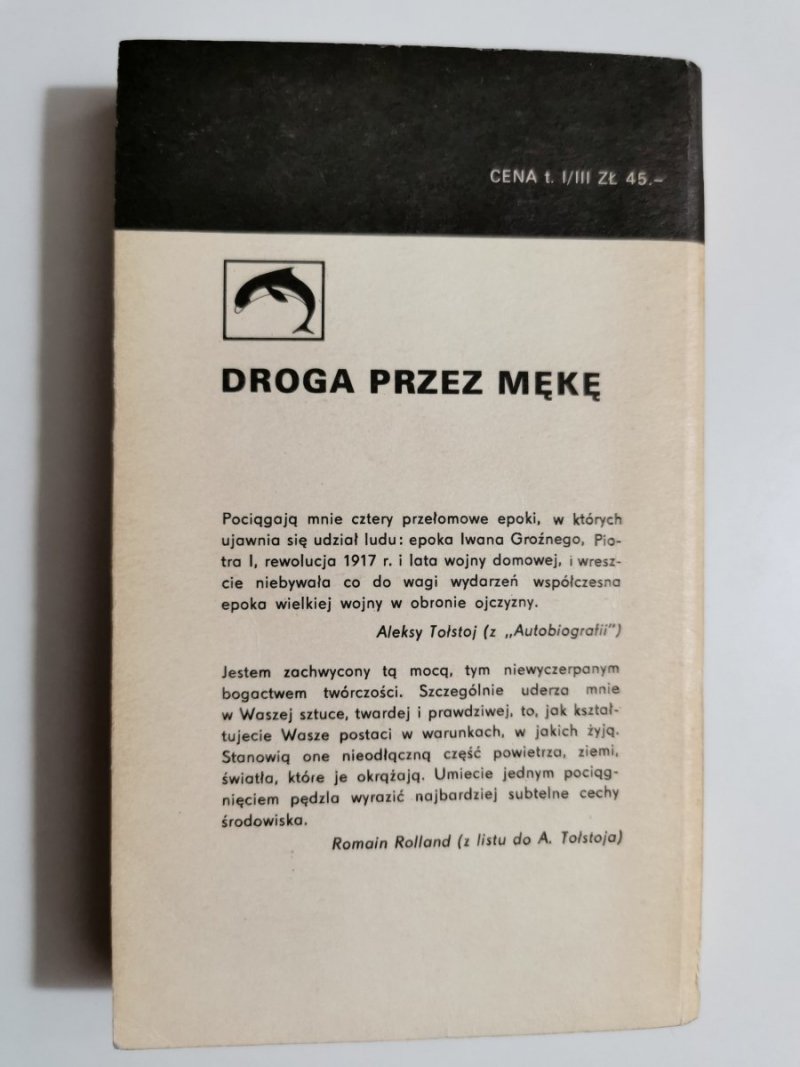 CENA t. I/III ZŁ 45.–
DROGA PRZEZ MĘKĘ
Pociągają mnie cztery przełomowe epoki, w których
ujawnia się udział ludu: epoka Iwana Groźnego, Pio-
tra I, rewolucja 1917 r. i lata wojny domowej, i wresz-
cie niebywała co do wagi wydarzeń współczesna
epoka wielkiej wojny w obronie ojczyzny.
Aleksy Tołstoj (z „Autobiografii”)
Jestem zachwycony tą mocą, tym niewyczerpanym
bogactwem twórczości. Szczególnie uderza mnie
w Waszej sztuce, twardej i prawdziwej, to, jak kształ-
tujecie Wasze postaci w warunkach, w jakich żyją.
Stanowią one nieodłączną część powietrza, ziemi,
światła, które je okrążają. Umiecie jednym pociąg-
nięciem pędzla wyrazić najbardziej subtelne cechy
środowiska.
Romain Rolland (z listu do A. Tołstoja)